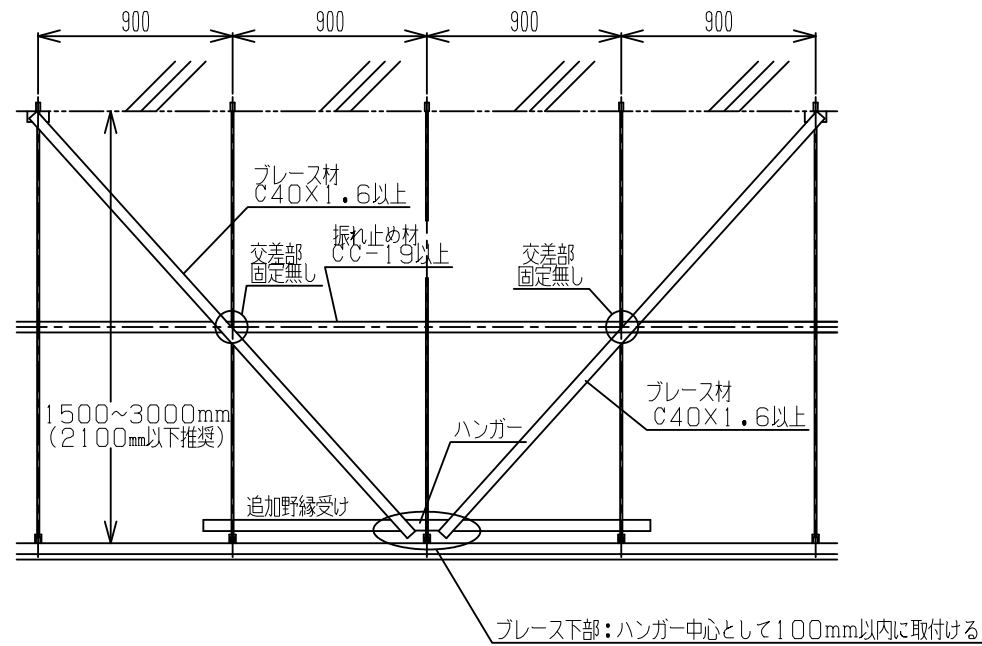 900
900
900
900
ブレース材
C40×1.6以上
振れ止め材
CC-19以上
交差部
固定無し
交差部
固定無し
ブレース材
C40×1.6以上
1500~3000mm
(2100mm以下推奨)
ハンガー
追加野縁受け
ブレース下部:ハンガー中心として100mm以内に取付ける